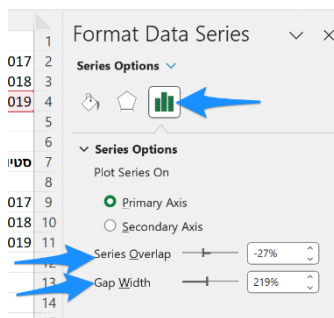 Format Data Series
Series Options
Series Options
Plot Series On
Primary Axis
Secondary Axis
Series Overlap -27%
Gap Width 219%
1
017 2
018 3
019 4
5
6
7
8
017 9
018 10
019 11
12
13
14